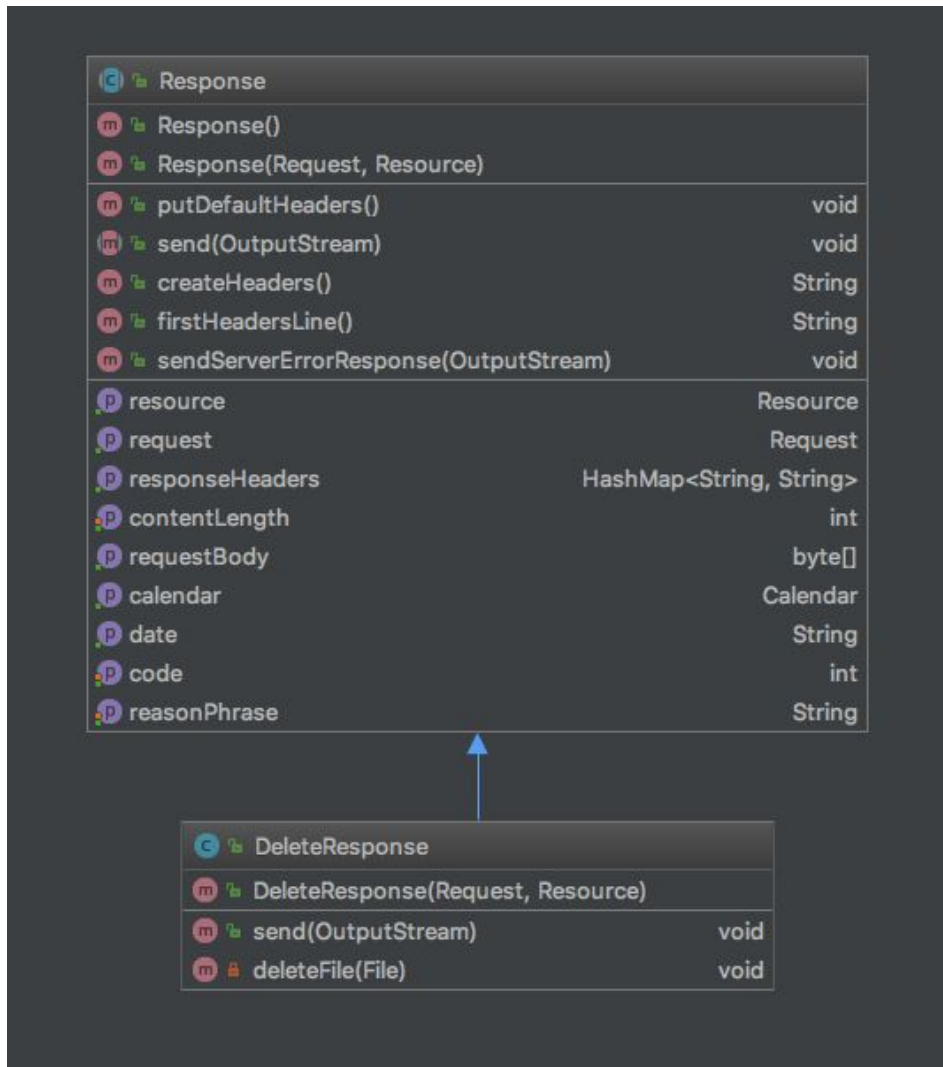 Response
Response()
Response(Request, Resource)
putDefaultHeaders() void
send(OutputStream) void
createHeaders() String
firstHeadersLine() String
sendServerErrorResponse(OutputStream) void
resource Resource
request Request
responseHeaders HashMap<String, String>
contentLength int
requestBody byte[]
calendar Calendar
date String
code int
reasonPhrase String
DeleteResponse
DeleteResponse(Request, Resource)
send(OutputStream) void
deleteFile(File) void